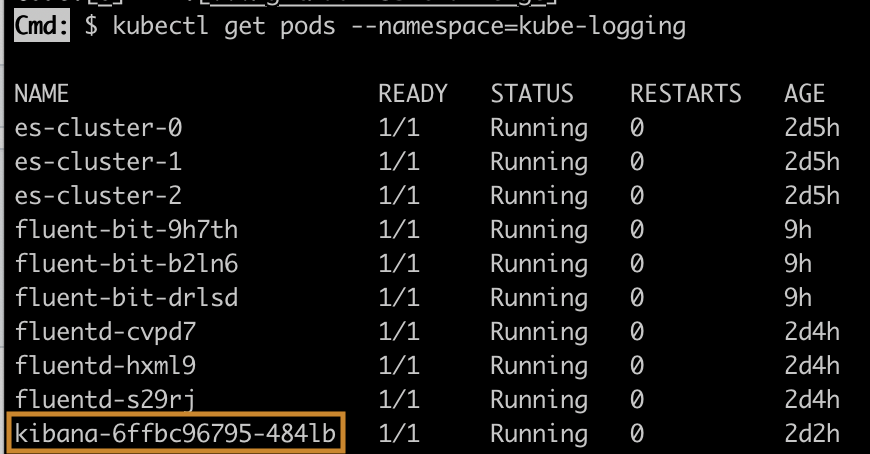 Cmd: $ kubectl get pods --namespace=kube-logging
NAME READY STATUS RESTARTS AGE
es-cluster-0 1/1 Running 0 2d5h
es-cluster-1 1/1 Running 0 2d5h
es-cluster-2 1/1 Running 0 2d5h
fluent-bit-9h7th 1/1 Running 0 9h
fluent-bit-b2ln6 1/1 Running 0 9h
fluent-bit-drlsd 1/1 Running 0 9h
fluentd-cvpd7 1/1 Running 0 2d4h
fluentd-hxml9 1/1 Running 0 2d4h
fluentd-s29rj 1/1 Running 0 2d4h
kibana-6ffbc96795-484lb 1/1 Running 0 2d2h